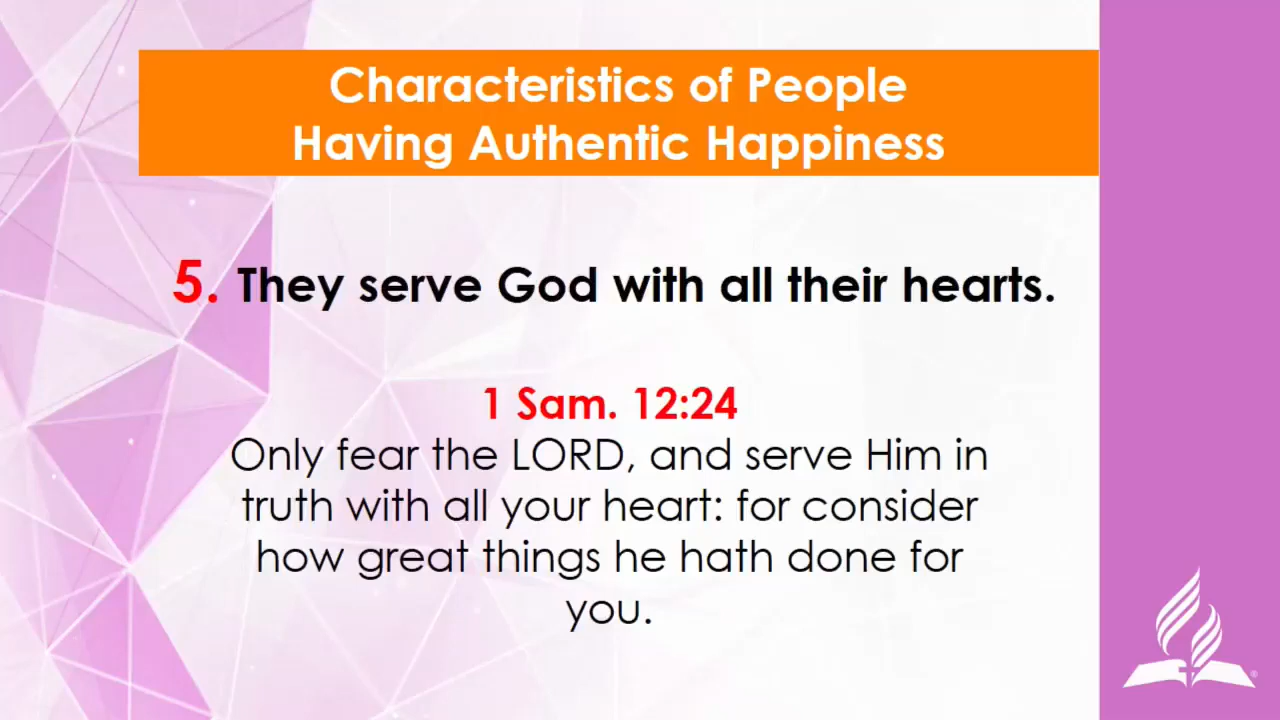 Characteristics of People
Having Authentic Happiness
5. They serve God with all their hearts.
1 Sam. 12:24
Only fear the LORD, and serve Him in
truth with all your heart: for consider
how great things he hath done for
you.
®